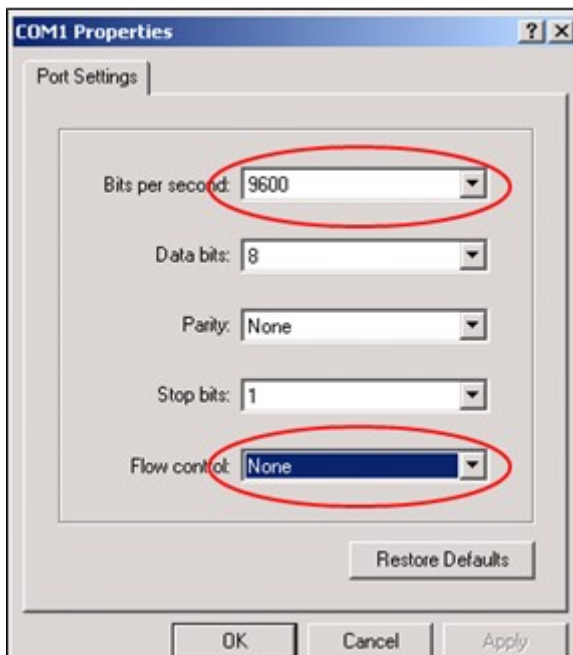 COM1 Properties
Port Settings
Bits per second: 9600
Data bits: 8
Parity: None
Stop bits: 1
Flow control: None
Restore Defaults
OK Cancel Apply